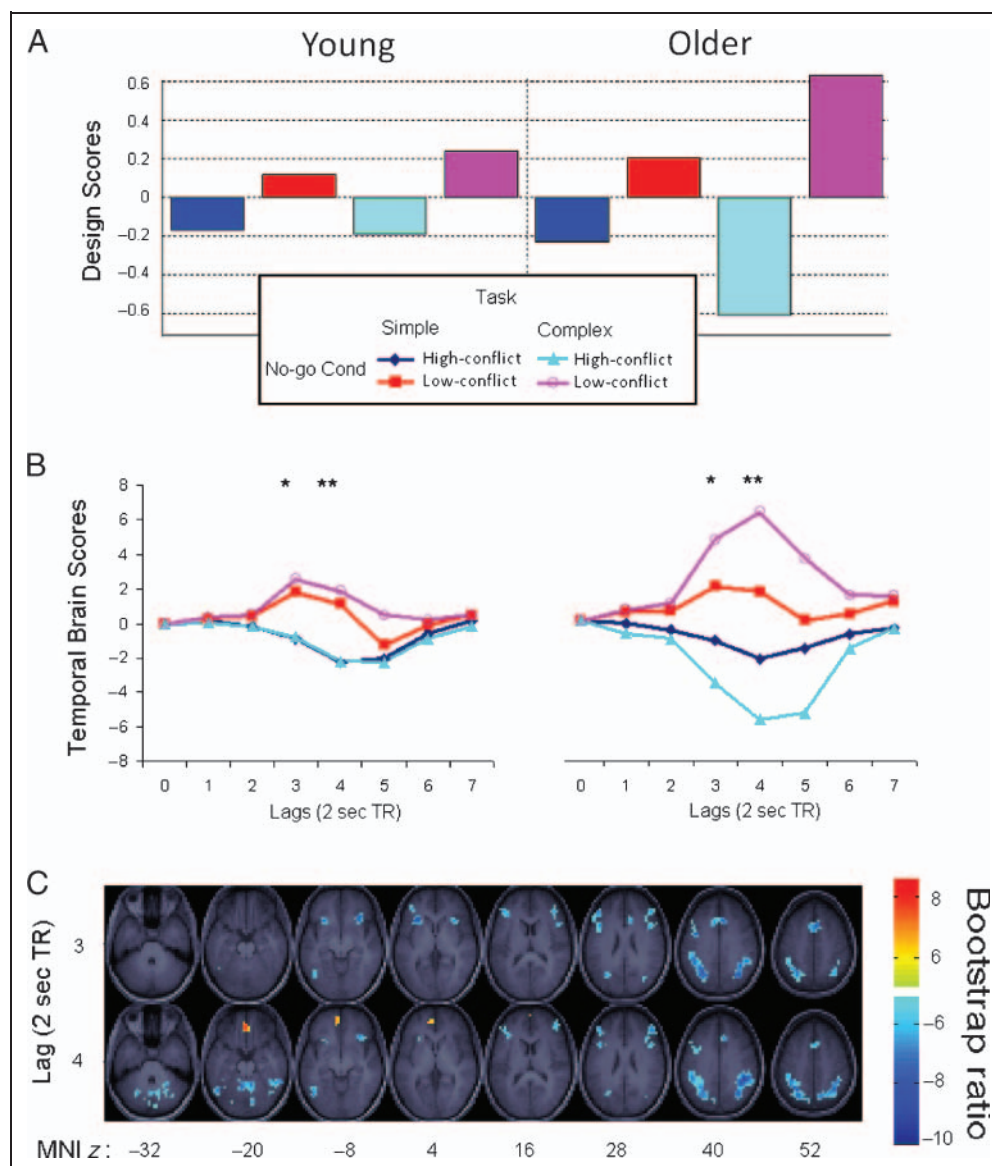 A
Young Older
Design Scores
0.6
0.4
0.2
0
−0.2
−0.4
−0.6
Task
Simple Complex
No-go Cond
High-conflict High-conflict
Low-conflict Low-conflict
B
Temporal Brain Scores
8
6
4
2
0
−2
−4
−6
−8
* ** * **
0 1 2 3 4 5 6 7 0 1 2 3 4 5 6 7
Lags (2 sec TR) Lags (2 sec TR)
C
Lag (2 sec TR)
3
4
MNI z : −32 −20 −8 4 16 28 40 52
8
6
−6
−8
−10
Bootstrap ratio